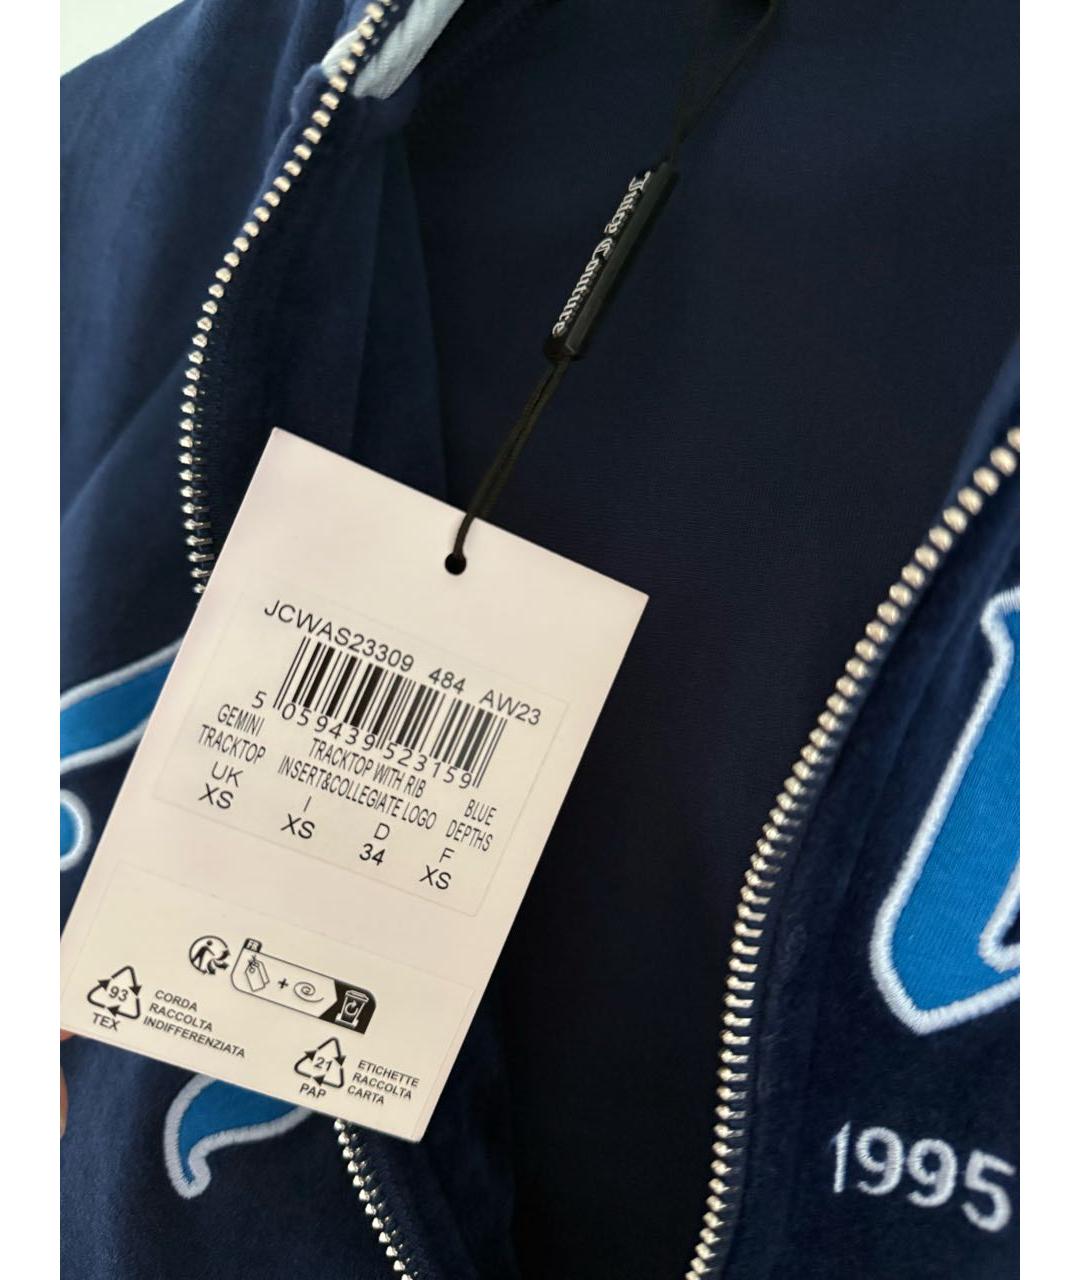 Juicy Couture
JCWAS23309 484 AW23
5 059439 523159
GEMINI
TRACKTOP
TRACKTOP WITH RIB
INSERT&COLLEGIATE LOGO
BLUE
DEPTHS
UK
XS
I
XS
D
34
F
XS
FR
93
TEX
CORDA
RACCOLTA
INDIFFERENZIATA
21
PAP
ETICHETTE
RACCOLTA
CARTA
1995